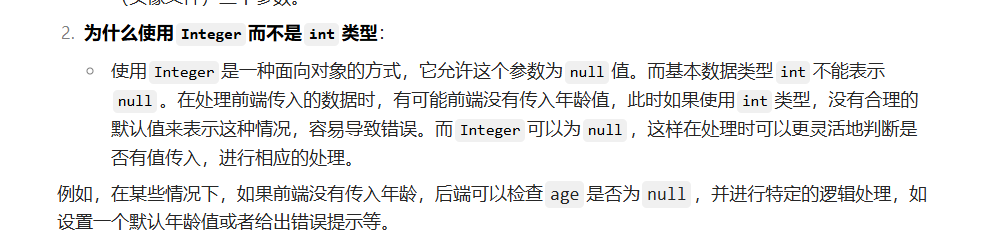 （头像文件）三个参数。
2. 为什么使用 Integer 而不是 int 类型：
○ 使用 Integer 是一种面向对象的方式，它允许这个参数为 null 值。而基本数据类型 int 不能表示
null 。在处理前端传入的数据时，有可能前端没有传入年龄值，此时如果使用 int 类型，没有合理的
默认值来表示这种情况，容易导致错误。而 Integer 可以为 null ，这样在处理时可以更灵活地判断是
否有值传入，进行相应的处理。
例如，在某些情况下，如果前端没有传入年龄，后端可以检查 age 是否为 null ，并进行特定的逻辑处理，如
设置一个默认年龄值或者给出错误提示等。